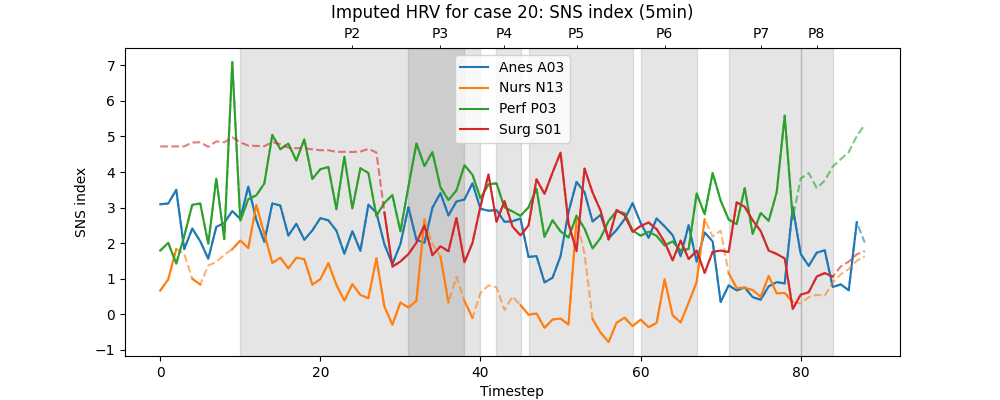 Imputed HRV for case 20: SNS index (5min)
P2 P3 P4 P5 P6 P7 P8
Anes A03
Nurs N13
Perf P03
Surg S01
SNS index
7
6
5
4
3
2
1
0
−1
0 20 40 60 80
Timestep